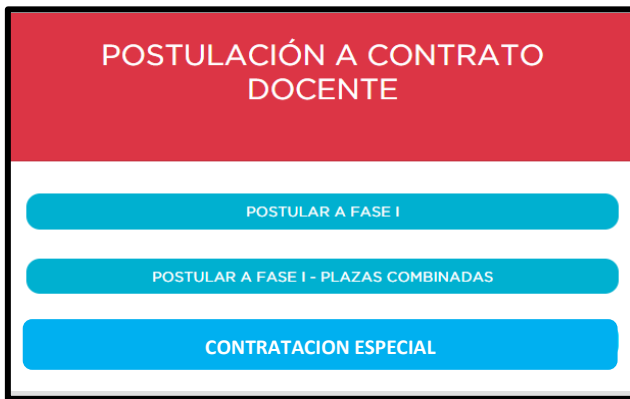 POSTULACIÓN A CONTRATO
DOCENTE
POSTULAR A FASE I
POSTULAR A FASE I - PLAZAS COMBINADAS
CONTRATACION ESPECIAL